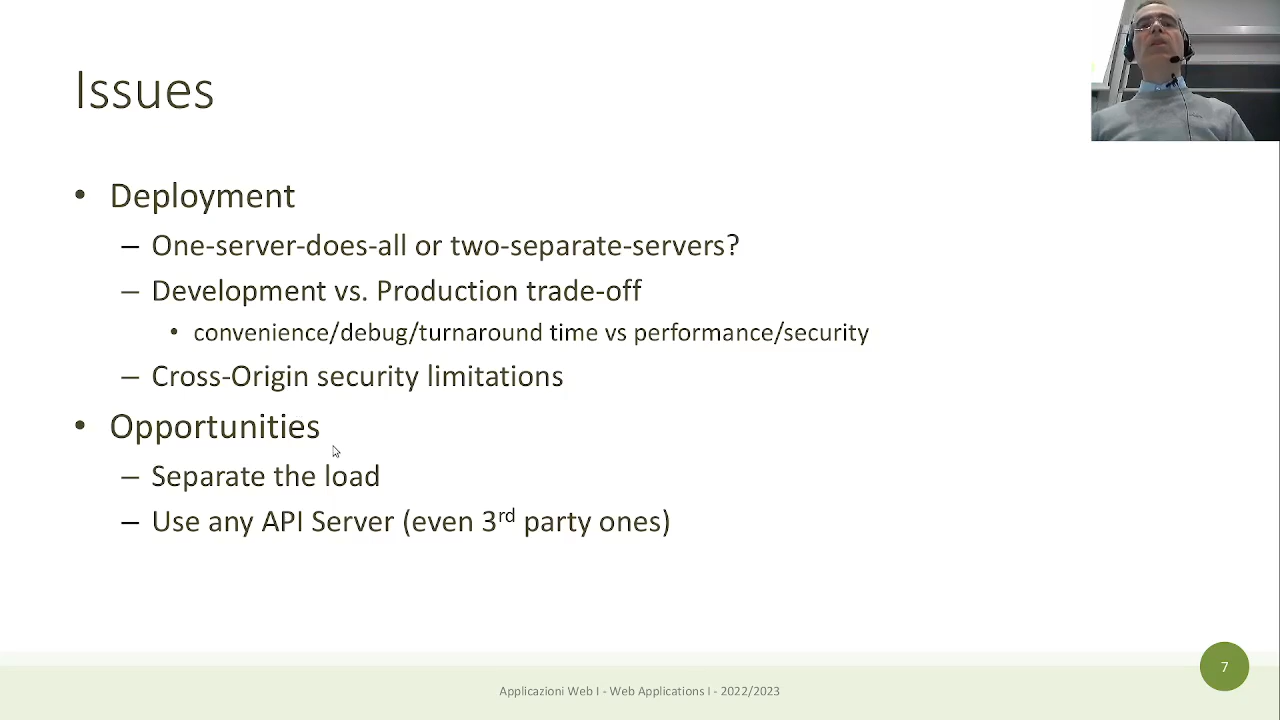 Issues
• Deployment
– One-server-does-all or two-separate-servers?
– Development vs. Production trade-off
• convenience/debug/turnaround time vs performance/security
– Cross-Origin security limitations
• Opportunities
– Separate the load
– Use any API Server (even 3rd party ones)
7
Applicazioni Web I - Web Applications I - 2022/2023